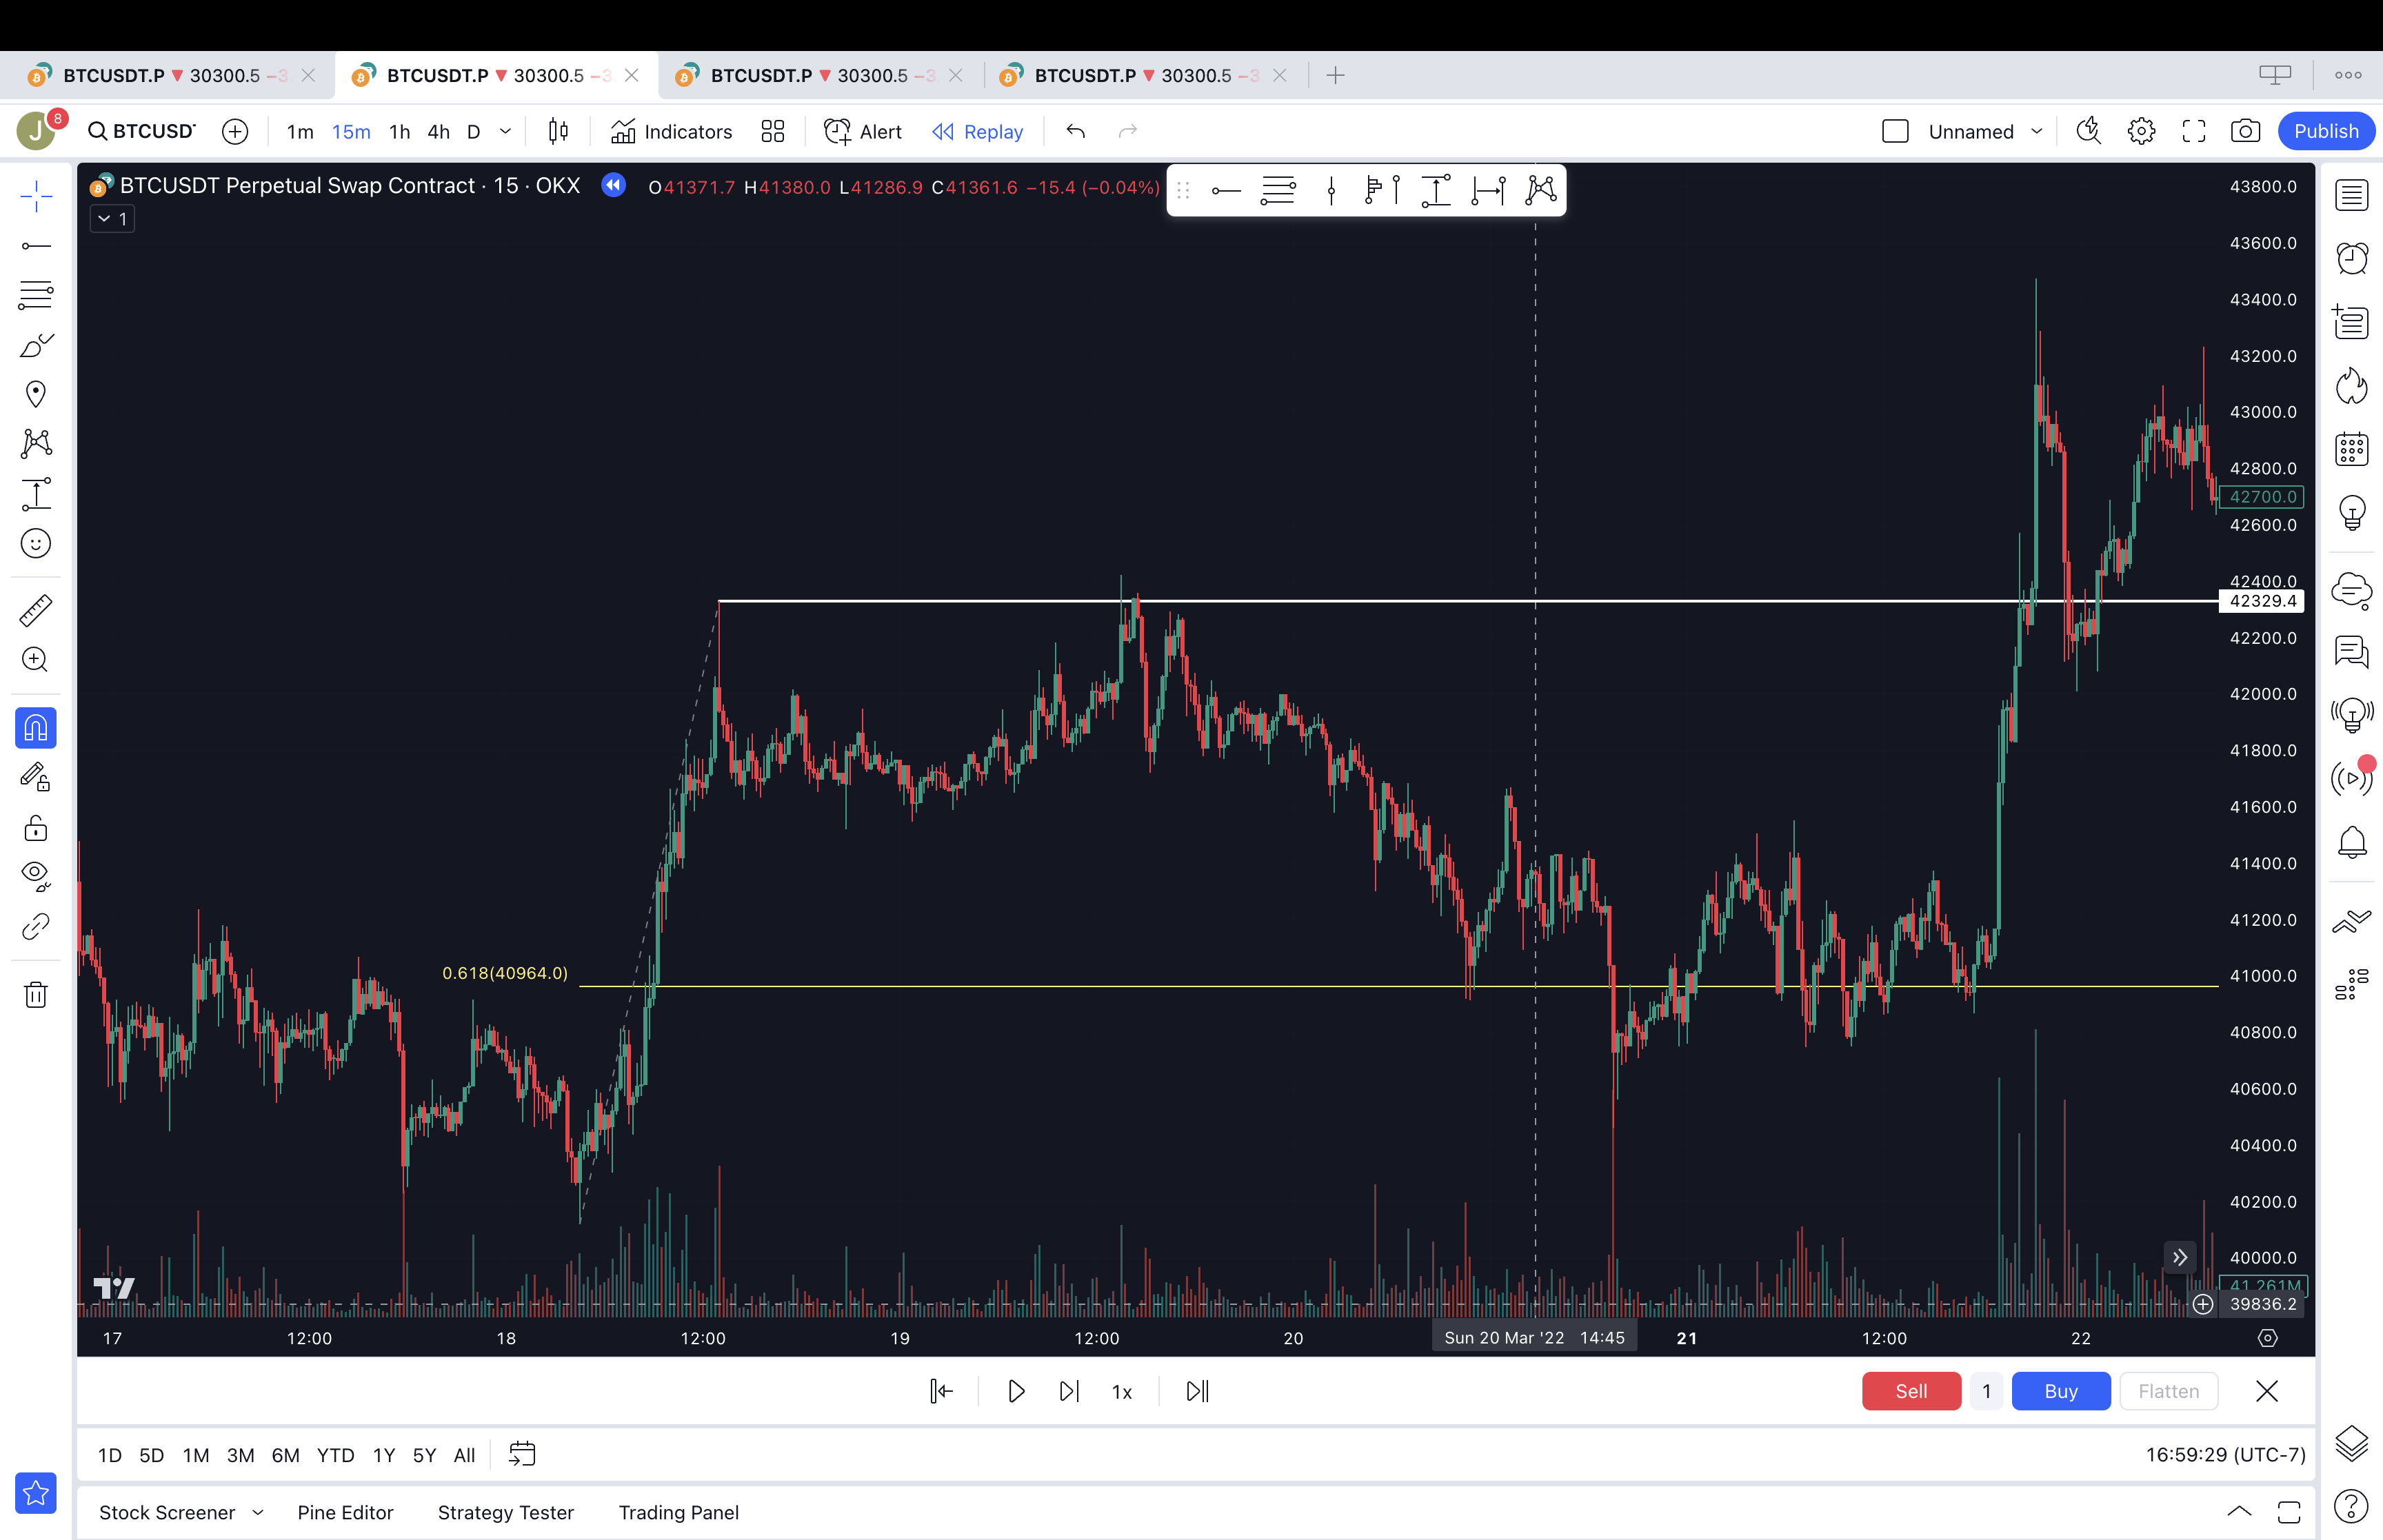 BTCUSDT.P ▼ 30300.5 −3
BTCUSDT.P ▼ 30300.5 −3
BTCUSDT.P ▼ 30300.5 −3
BTCUSDT.P ▼ 30300.5 −3
J
8
BTCUSD
1m 15m 1h 4h D
Indicators
Alert
Replay
Unnamed
Publish
BTCUSDT Perpetual Swap Contract · 15 · OKX
O41371.7 H41380.0 L41286.9 C41361.6 −15.4 (−0.04%)
1
43800.0
43600.0
43400.0
43200.0
43000.0
42800.0
42700.0
42600.0
42400.0
42329.4
42200.0
42000.0
41800.0
41600.0
41400.0
41200.0
0.618(40964.0)
41000.0
40800.0
40600.0
40400.0
40200.0
40000.0
41.261M
39836.2
17 12:00 18 12:00 19 12:00 20 Sun 20 Mar '22 14:45 21 12:00 22
1x
Sell 1 Buy Flatten
1D 5D 1M 3M 6M YTD 1Y 5Y All
16:59:29 (UTC-7)
Stock Screener Pine Editor Strategy Tester Trading Panel